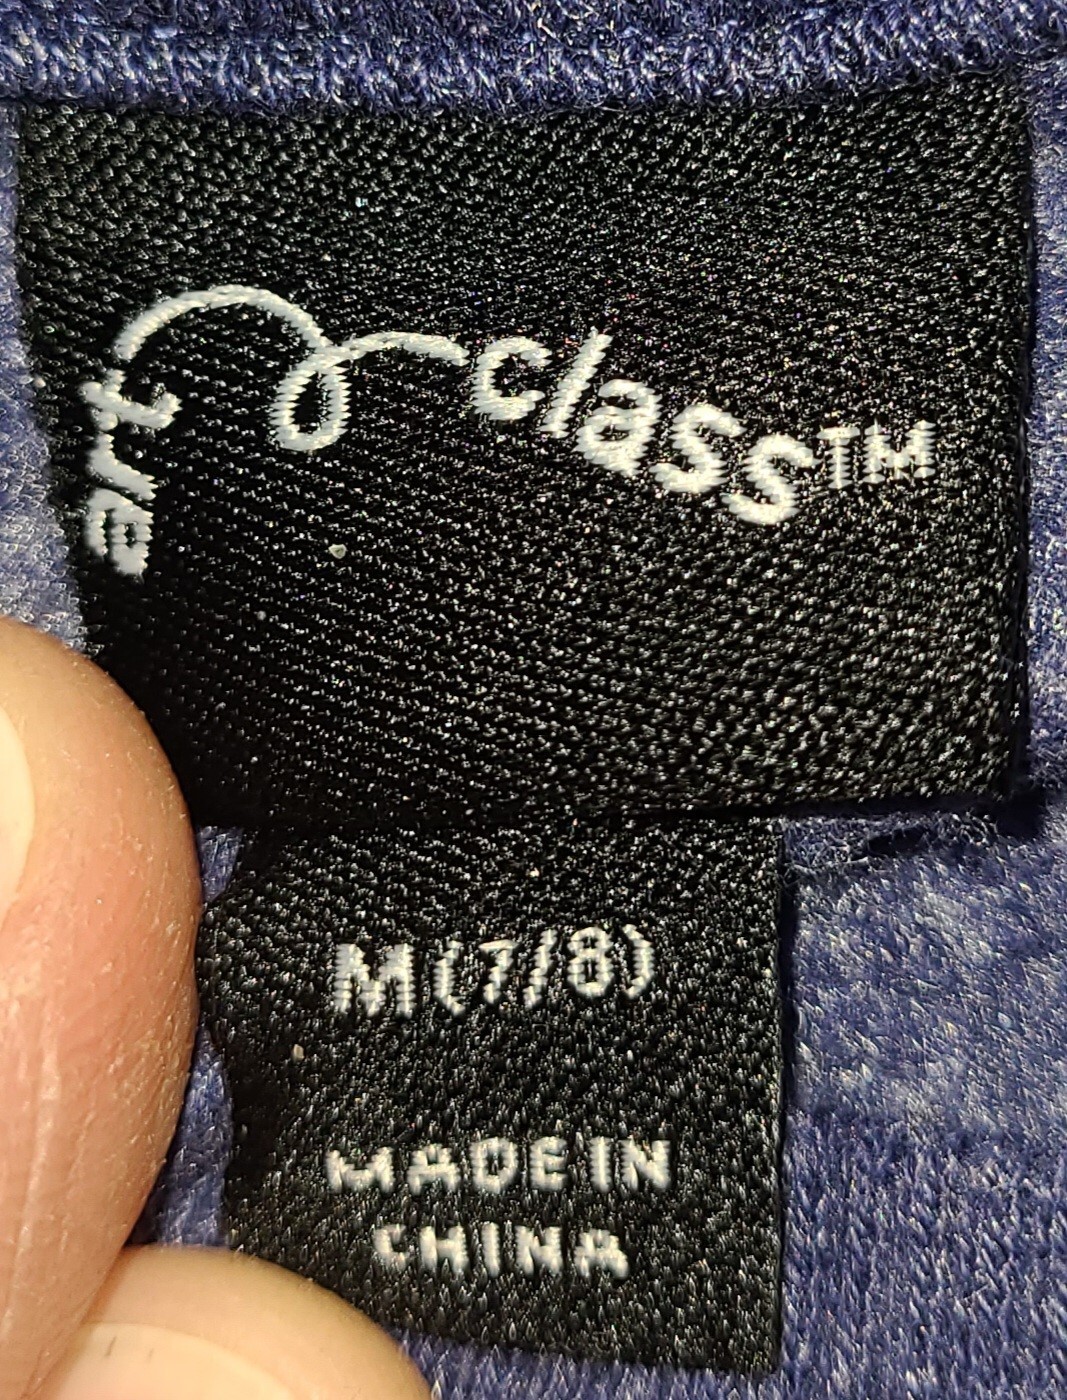 art class™
M (7/8)
MADE IN
CHINA